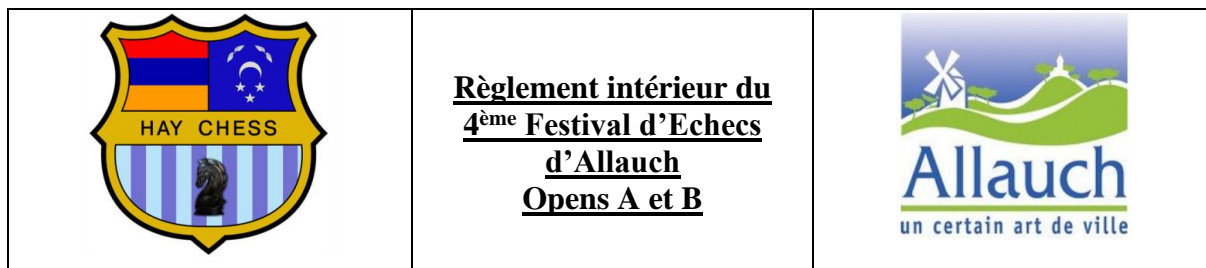 HAY CHESS
Règlement intérieur du
4ème Festival d’Echecs
d’Allauch
Opens A et B
Allauch
un certain art de ville